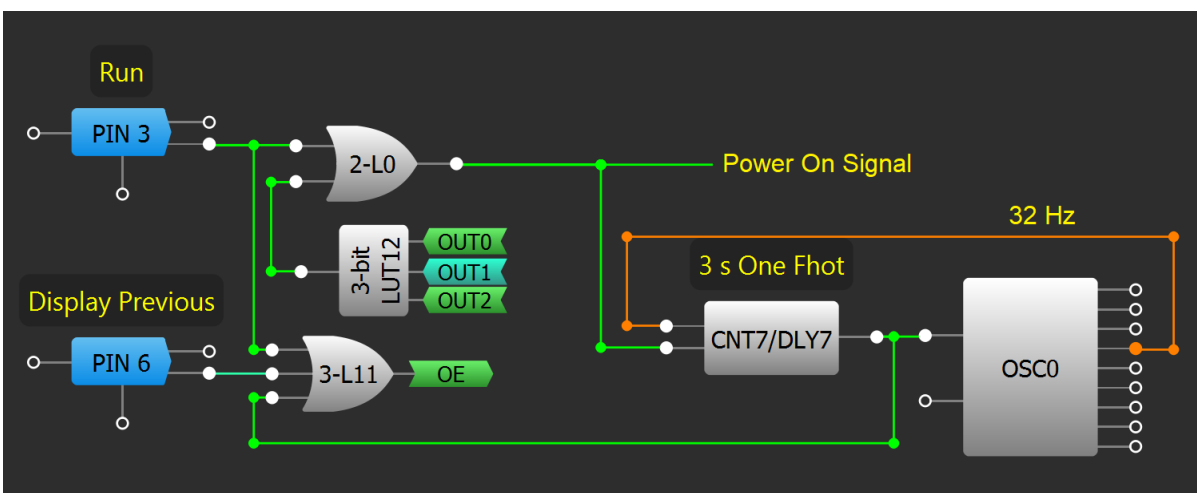 Run
PIN 3
2-L0
Power On Signal
32 Hz
3-bit
LUT12
OUT0
OUT1
OUT2
3 s One Fhot
Display Previous
CNT7/DLY7
PIN 6
3-L11
OE
OSC0